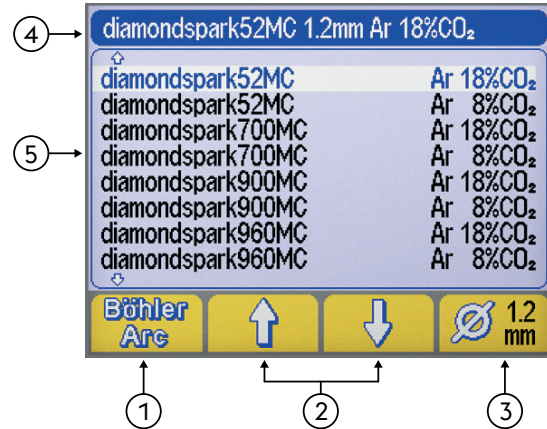 4
diamondspark52MC 1.2mm Ar 18%CO₂
5
diamondspark52MC Ar 18%CO₂
diamondspark52MC Ar 8%CO₂
diamondspark700MC Ar 18%CO₂
diamondspark700MC Ar 8%CO₂
diamondspark900MC Ar 18%CO₂
diamondspark900MC Ar 8%CO₂
diamondspark960MC Ar 18%CO₂
diamondspark960MC Ar 8%CO₂
Böhler
Arc
1.2
mm
1
2
3